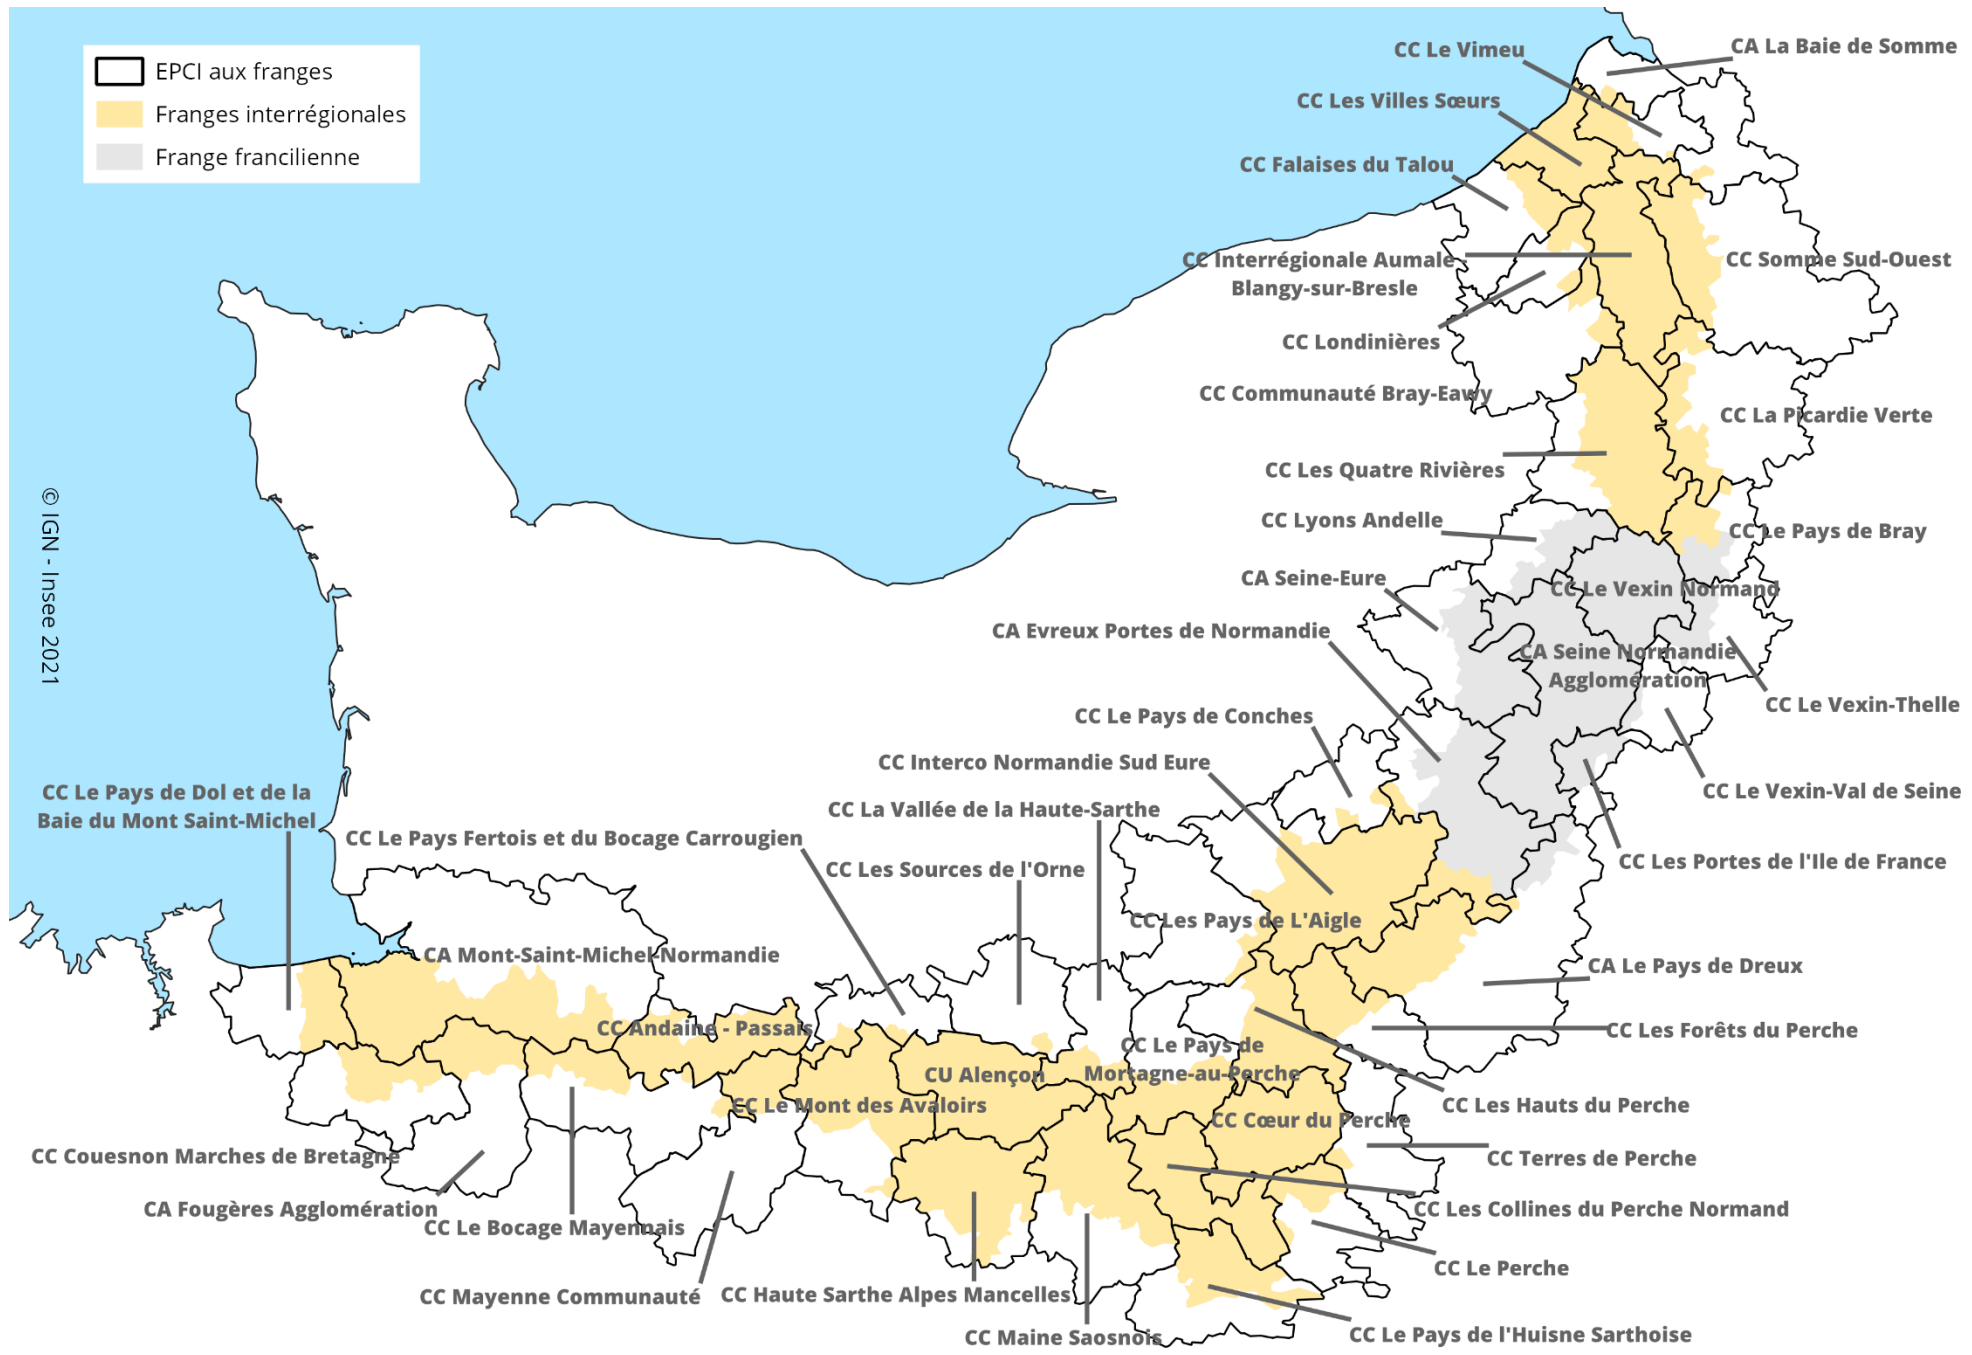 EPCI aux franges
Franges interrégionales
Frange francilienne
CC Le Vimeu
CA La Baie de Somme
CC Les Villes Sœurs
CC Falaises du Talou
CC Interrégionale Aumale -
Blangy-sur-Bresle
CC Somme Sud-Ouest
CC Londinières
CC Communauté Bray-Eawy
CC La Picardie Verte
CC Les Quatre Rivières
CC Lyons Andelle
CC Le Pays de Bray
CA Seine-Eure
CC Le Vexin Normand
CA Evreux Portes de Normandie
CA Seine Normandie
Agglomération
CC Le Vexin-Thelle
CC Le Pays de Conches
CC Interco Normandie Sud Eure
CC Le Vexin-Val de Seine
CC La Vallée de la Haute-Sarthe
CC Le Pays de Dol et de la
Baie du Mont Saint-Michel
CC Le Pays Fertois et du Bocage Carrougien
CC Les Sources de l'Orne
CC Les Portes de l'Ile de France
CC Les Pays de L'Aigle
CA Mont-Saint-Michel-Normandie
CA Le Pays de Dreux
CC Andaine - Passais
CC Les Forêts du Perche
CC Le Pays de
Mortagne-au-Perche
CU Alençon
CC Le Mont des Avaloirs
CC Les Hauts du Perche
CC Cœur du Perche
CC Couesnon Marches de Bretagne
CC Terres de Perche
CA Fougères Agglomération
CC Le Bocage Mayennais
CC Les Collines du Perche Normand
CC Le Perche
CC Mayenne Communauté
CC Haute Sarthe Alpes Mancelles
CC Maine Saosnois
CC Le Pays de l'Huisne Sarthoise
© IGN - Insee 2021